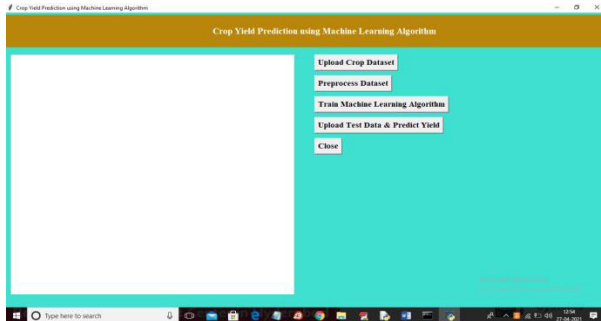 Crop Yield Prediction using Machine Learning Algorithm
Crop Yield Prediction using Machine Learning Algorithm
Upload Crop Dataset
Preprocess Dataset
Train Machine Learning Algorithm
Upload Test Data & Predict Yield
Close
Type here to search
12:54
27-04-2021